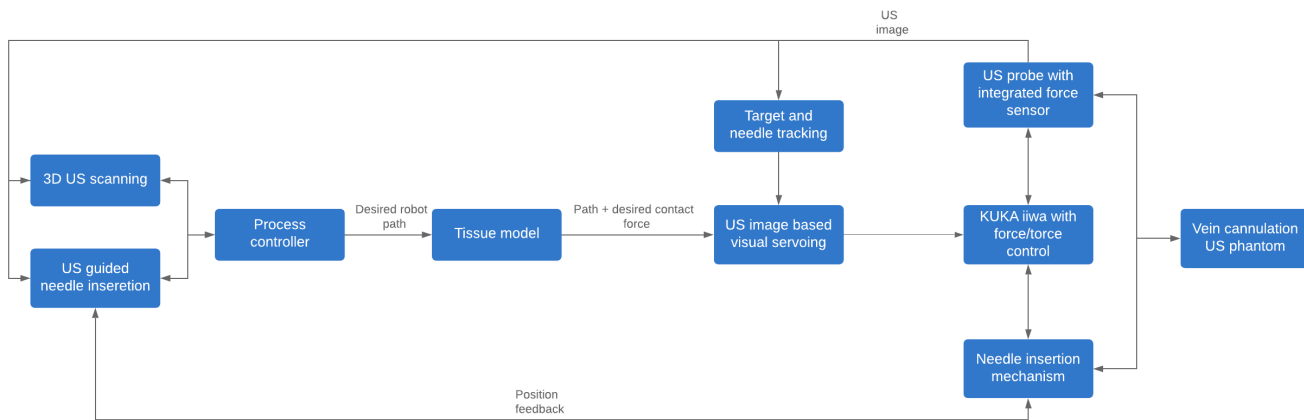 US
image
US probe with
integrated force
sensor
Target and
needle tracking
3D US scanning
Process
controller
Desired robot
path
Tissue model
Path + desired contact
force
US image based
visual servoing
KUKA iiwa with
force/torce
control
Vein cannulation
US phantom
US guided
needle inseretion
Needle insertion
mechanism
Position
feedback